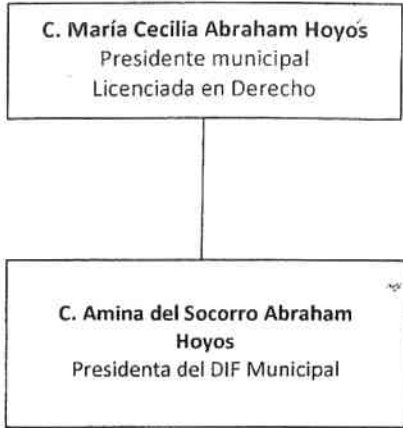 C. María Cecilia Abraham Hoyos
Presidente municipal
Licenciada en Derecho
C. Amina del Socorro Abraham
Hoyos
Presidenta del DIF Municipal